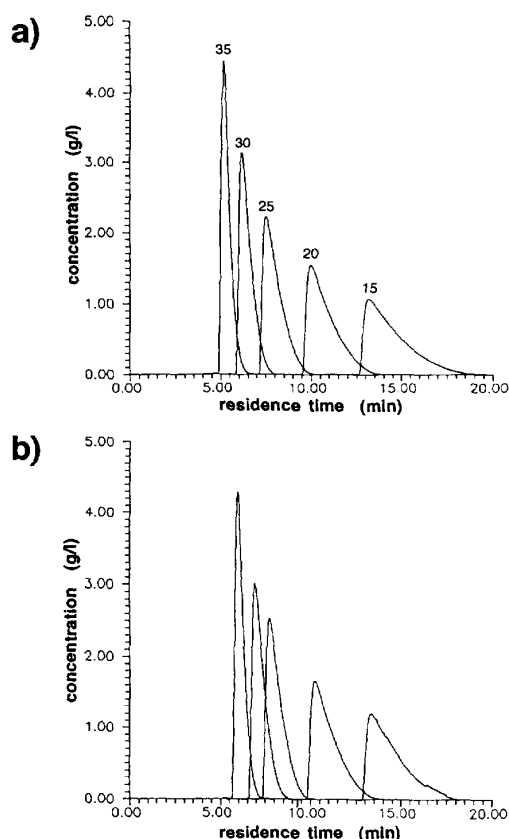 a)
5.00
4.00
3.00
2.00
1.00
0.00
concentration (g/l)
35
30
25
20
15
0.00 5.00 10.00 15.00 20.00
residence time (min)
b)
5.00
4.00
3.00
2.00
1.00
0.00
concentration (g/l)
0.00 5.00 10.00 15.00 20.00
residence time (min)